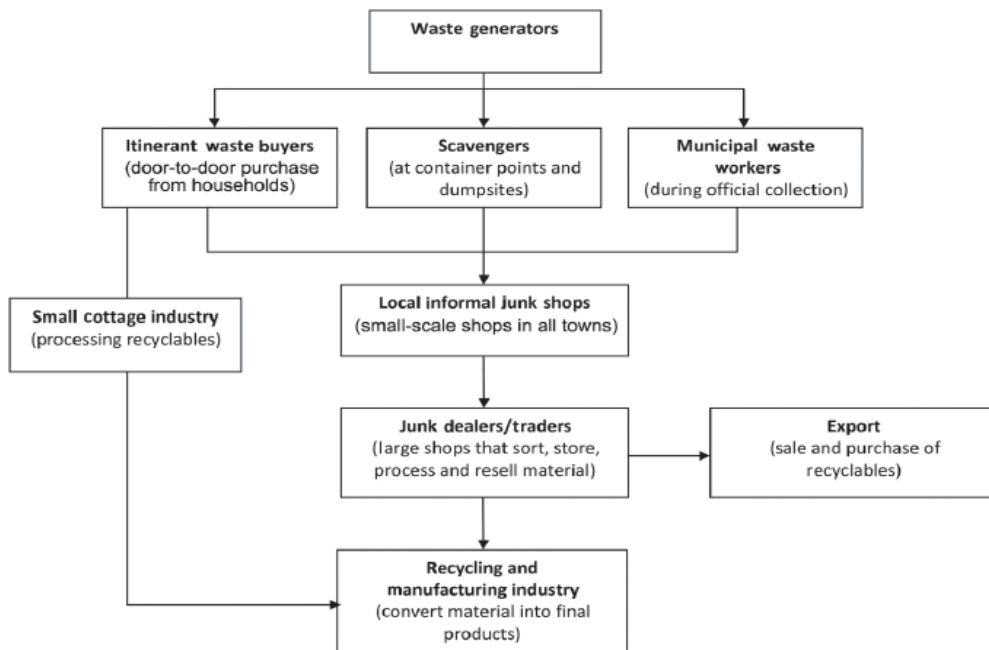 Waste generators
Itinerant waste buyers
(door-to-door purchase
from households)
Scavengers
(at container points and
dumpsites)
Municipal waste
workers
(during official collection)
Small cottage industry
(processing recyclables)
Local informal junk shops
(small-scale shops in all towns)
Junk dealers/traders
(large shops that sort, store,
process and resell material)
Export
(sale and purchase of
recyclables)
Recycling and
manufacturing industry
(convert material into final
products)